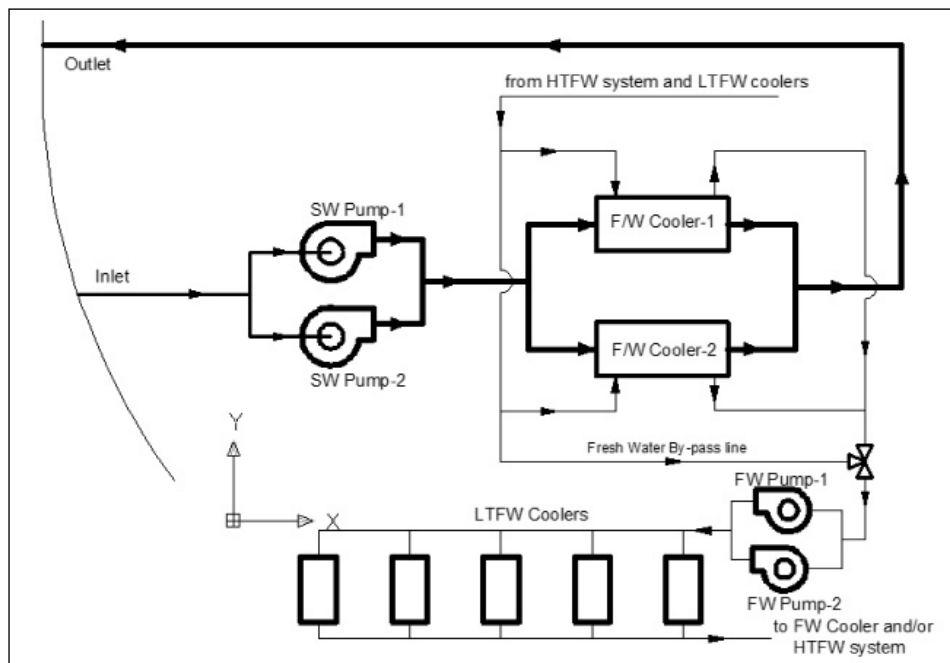 Outlet
from HTFW system and LTFW coolers
SW Pump-1
F/W Cooler-1
Inlet
F/W Cooler-2
SW Pump-2
Y
Fresh Water By-pass line
FW Pump-1
X
LTFW Coolers
FW Pump-2
to FW Cooler and/or
HTFW system